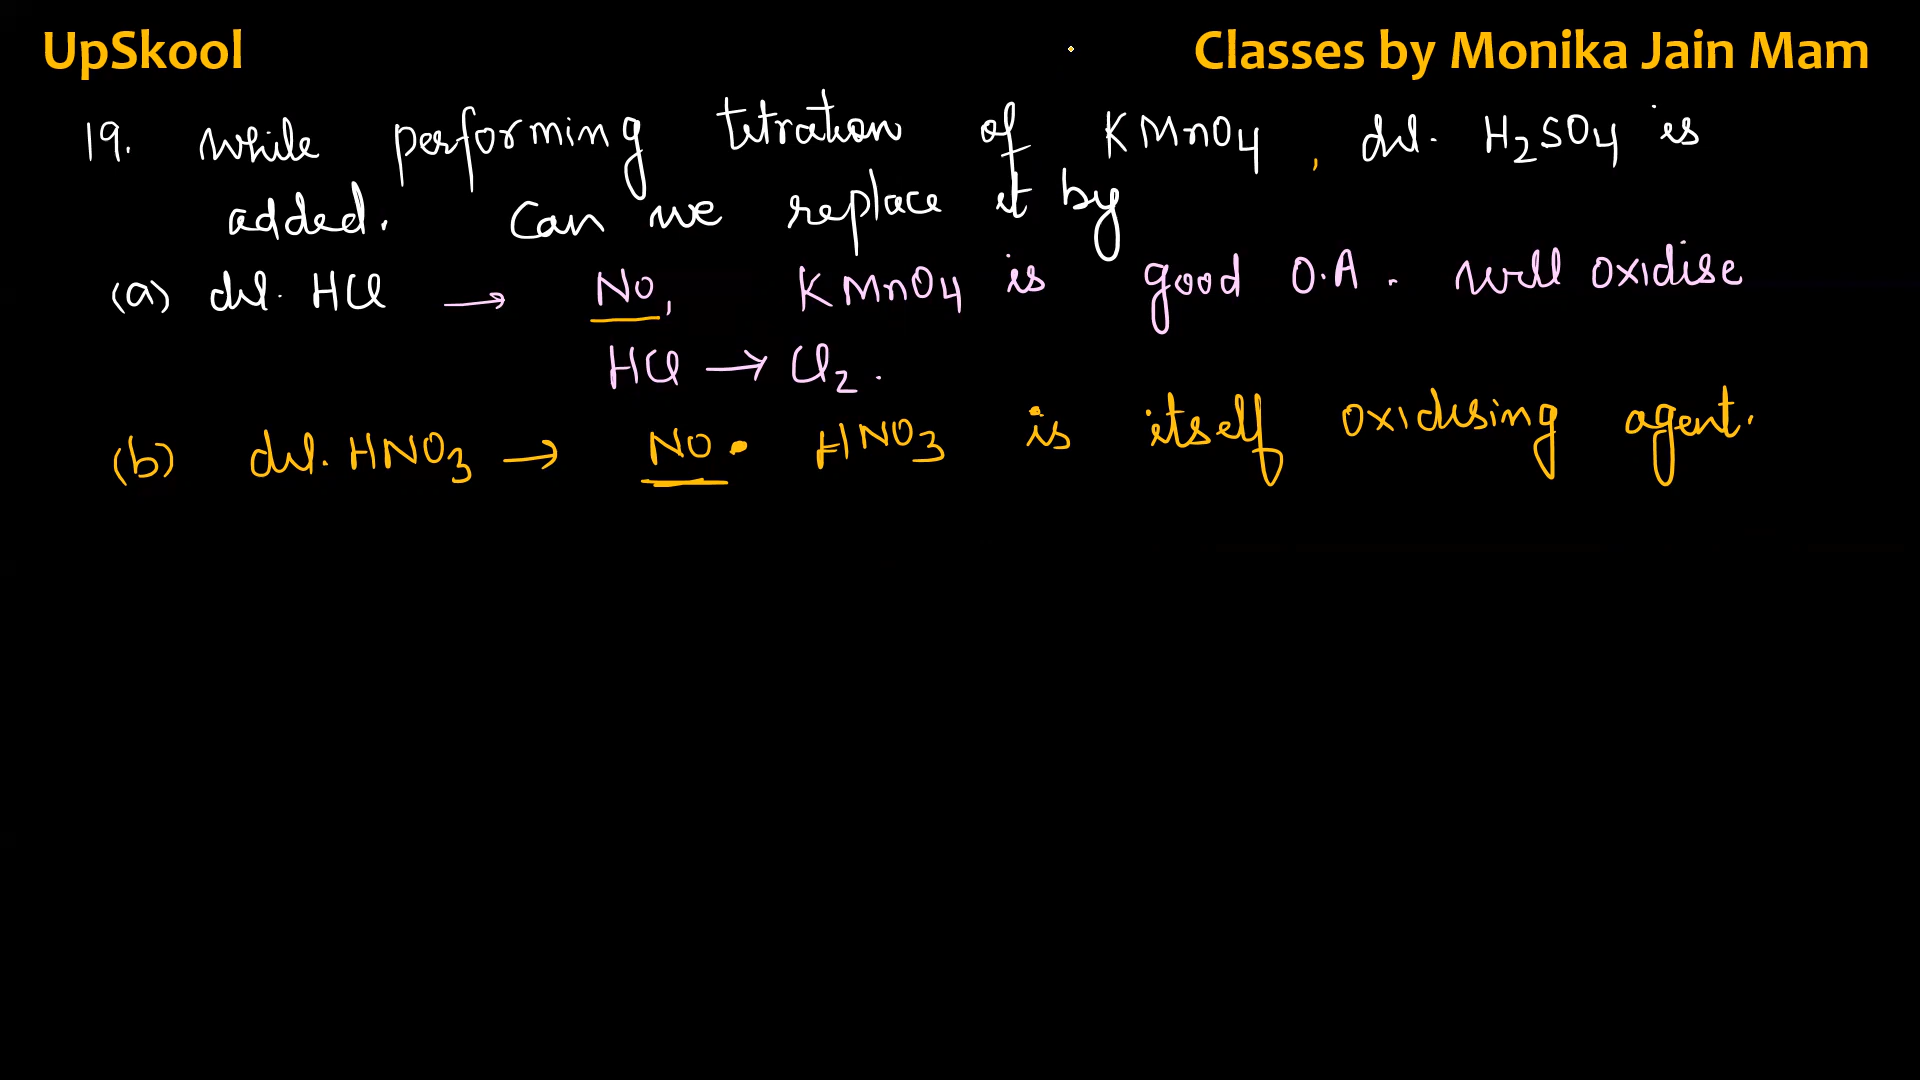 UpSkool
Classes by Monika Jain Mam
19. while performing titration of KMnO4, dil. H2SO4 is
added. Can we replace it by
(a) dil. HCl → No, KMnO4 is good O.A. will oxidise
HCl → Cl2.
(b) dil. HNO3 → NO. HNO3 is itself oxidising agent.